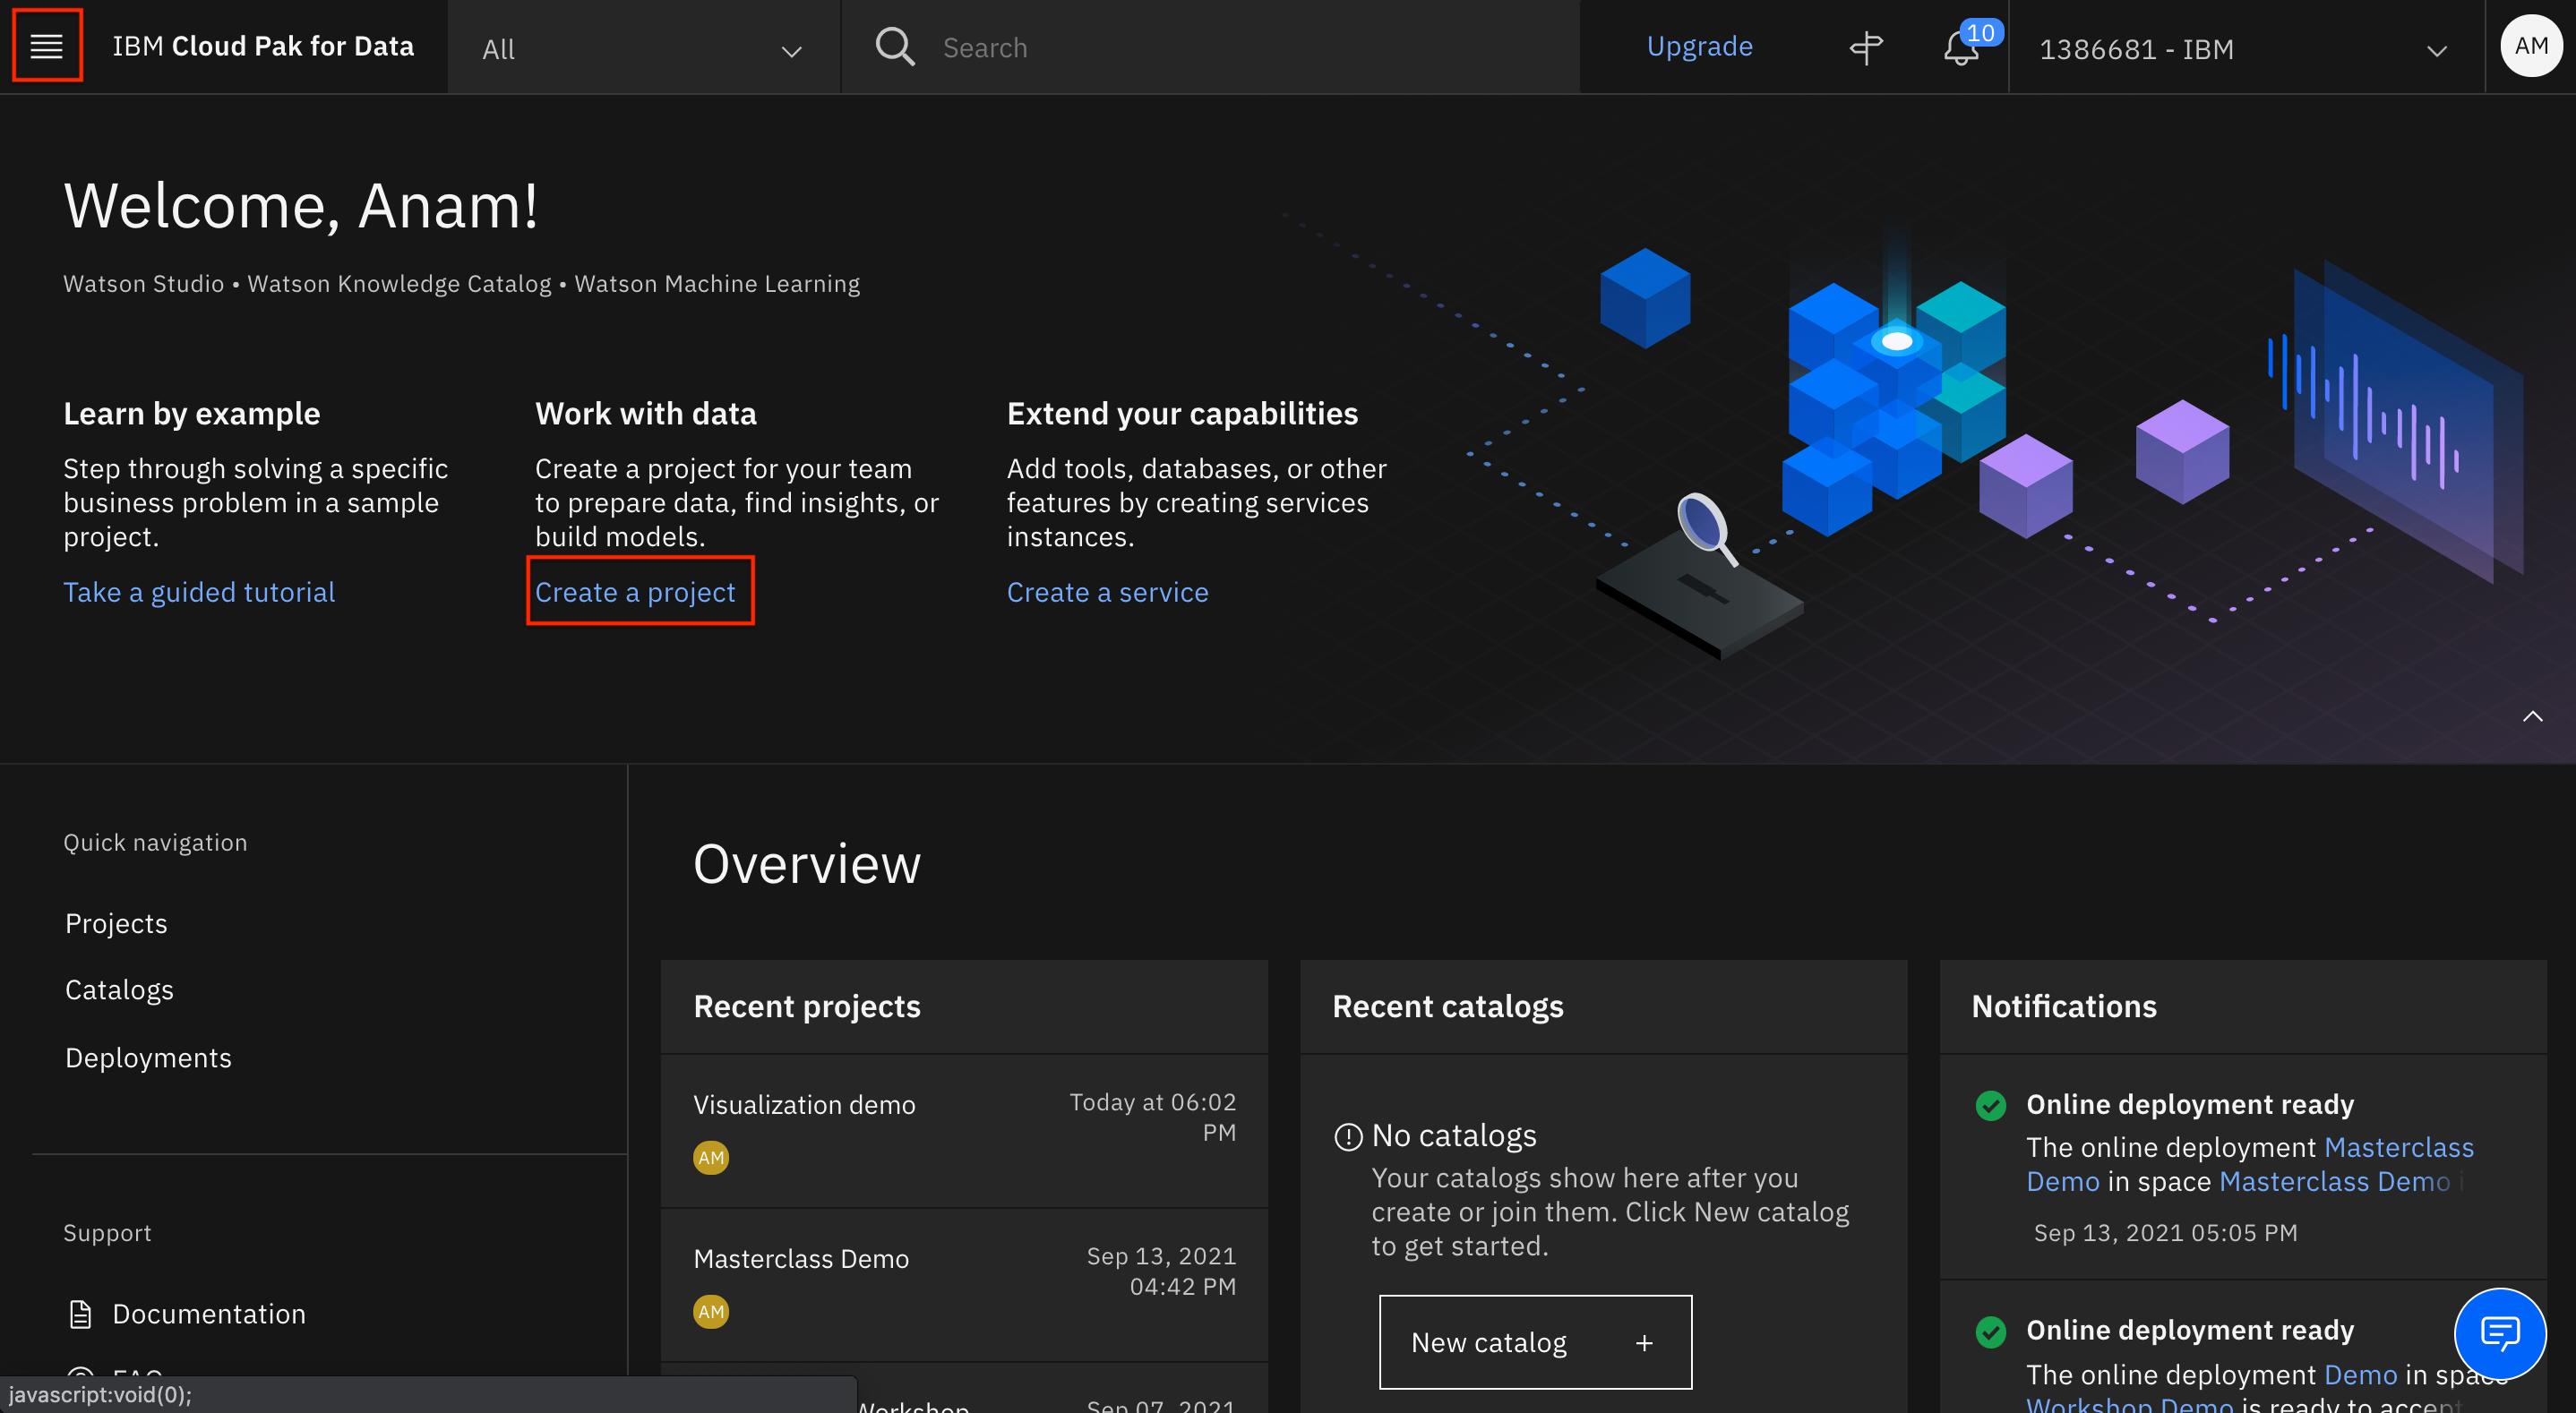 IBM Cloud Pak for Data
All
Search
Upgrade
10
1386681 - IBM
AM
Welcome, Anam!
Watson Studio • Watson Knowledge Catalog • Watson Machine Learning
Learn by example
Step through solving a specific
business problem in a sample
project.
Take a guided tutorial
Work with data
Create a project for your team
to prepare data, find insights, or
build models.
Create a project
Extend your capabilities
Add tools, databases, or other
features by creating services
instances.
Create a service
Quick navigation
Projects
Catalogs
Deployments
Support
Documentation
FAQ
javascript:void(0);
Overview
Recent projects
Visualization demo
Today at 06:02
PM
AM
Masterclass Demo
Sep 13, 2021
04:42 PM
AM
Workshop
Sep 07, 2021
Recent catalogs
No catalogs
Your catalogs show here after you
create or join them. Click New catalog
to get started.
New catalog +
Notifications
Online deployment ready
The online deployment Masterclass
Demo in space Masterclass Demo i
Sep 13, 2021 05:05 PM
Online deployment ready
The online deployment Demo in space
Workshop Demo is ready to accept